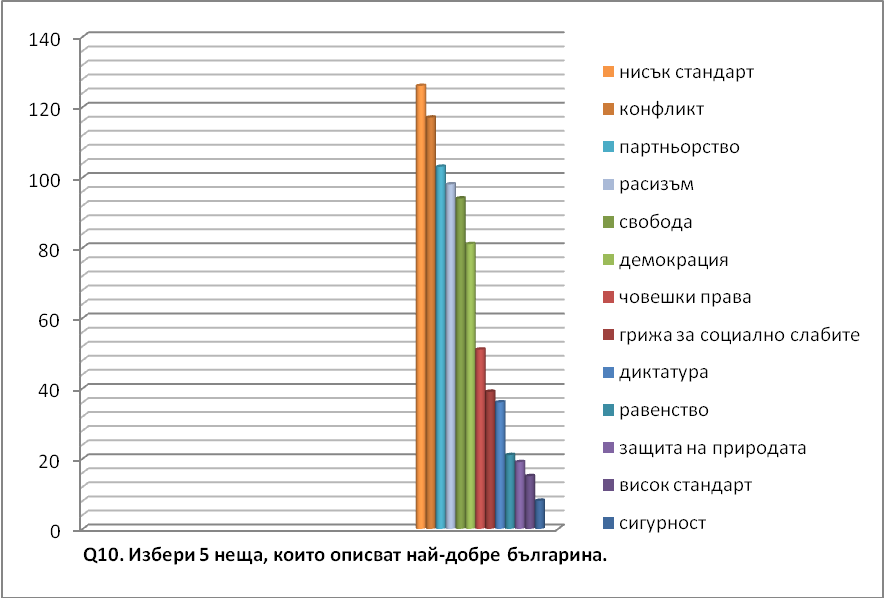 140
120
100
80
60
40
20
0
нисък стандарт
конфликт
партньорство
расизъм
свобода
демокрация
човешки права
грижа за социално слабите
диктатура
равенство
защита на природата
висок стандарт
сигурност
Q10. Избери 5 неща, които описват най-добре българина.